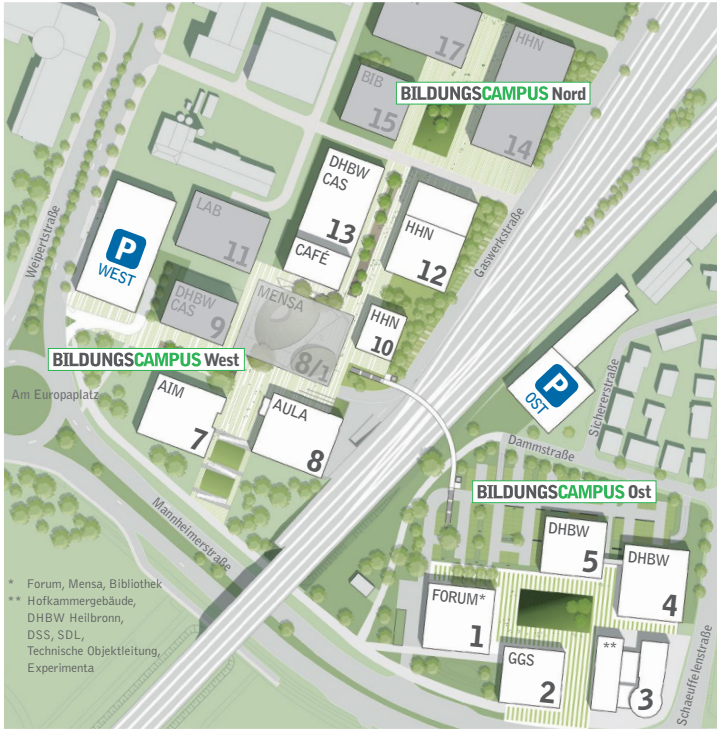 17
HHN
BIB
BILDUNGSCAMPUS Nord
15
14
DHBW
CAS
13
CAFÉ
Weipertstraße
P
WEST
LAB
11
HHN
12
Gaswerkstraße
DHBW
CAS
9
MENSA
8/1
HHN
10
BILDUNGSCAMPUS West
Am Europaplatz
AIM
7
AULA
8
P
OST
Sichererstraße
Dammstraße
BILDUNGSCAMPUS Ost
Mannheimerstraße
DHBW
5
DHBW
4
FORUM*
1
GGS
2
**
3
Schaeuffelenstraße
* Forum, Mensa, Bibliothek
** Hofkammergebäude,
DHBW Heilbronn,
DSS, SDL,
Technische Objektleitung,
Experimenta